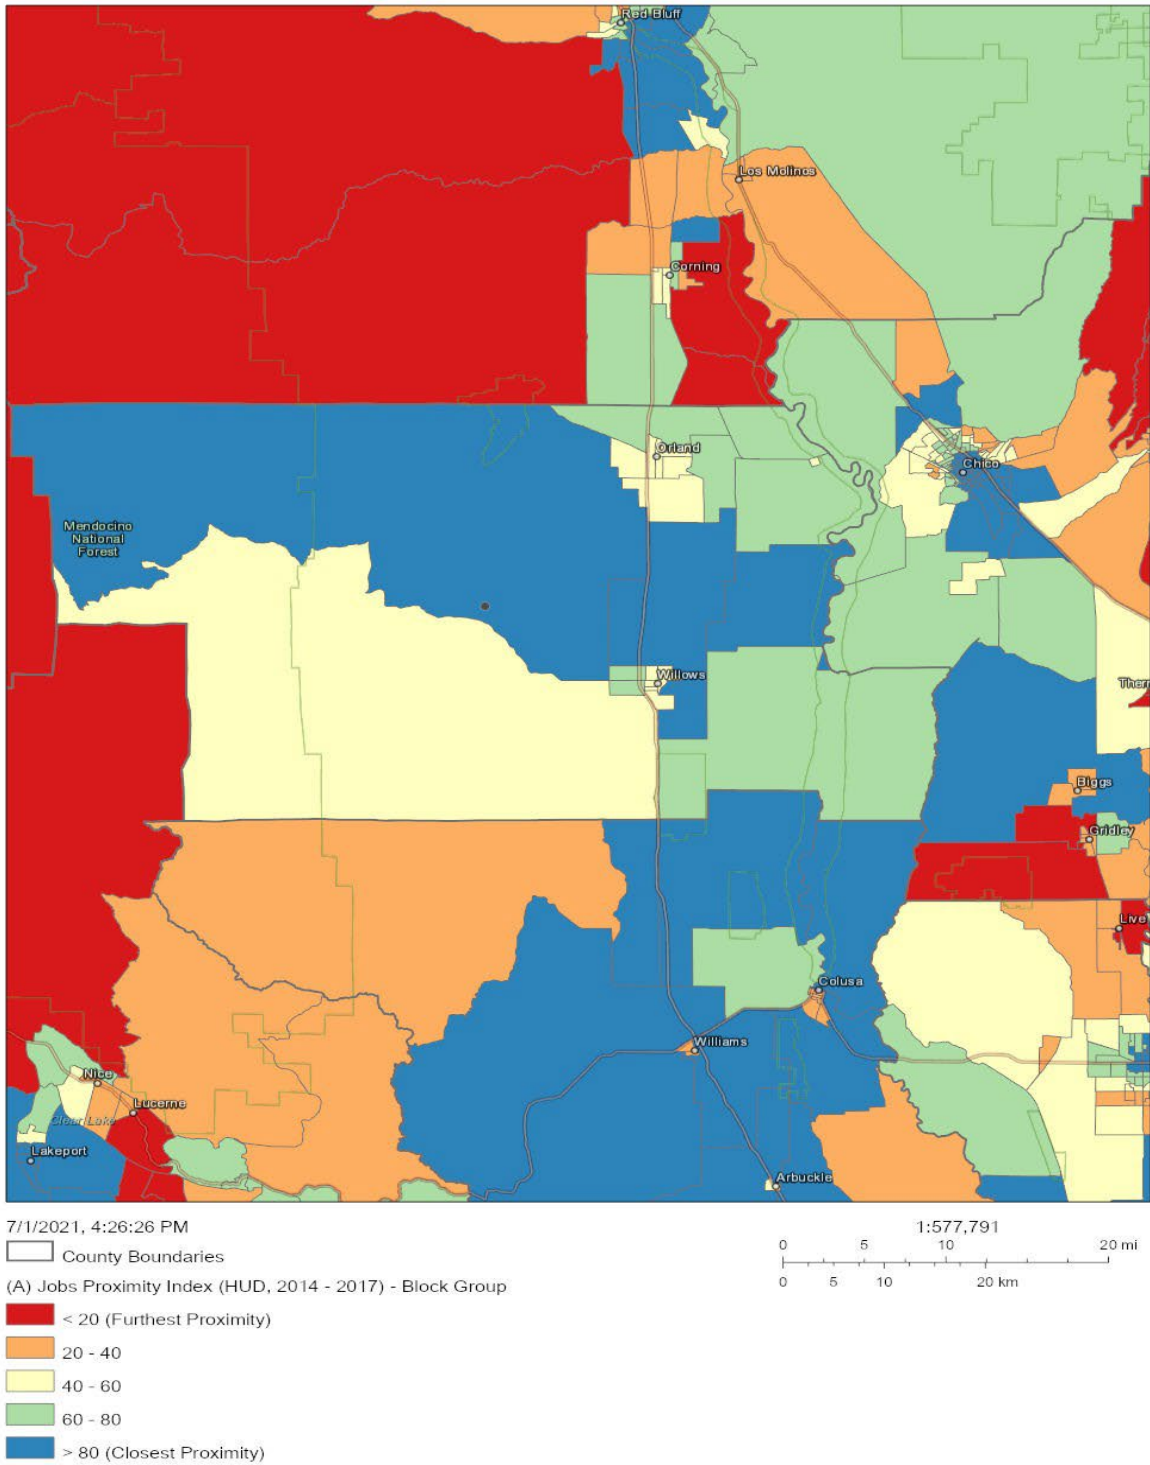 Red Bluff
Los Molinos
Corning
Orland
Chico
Mendocino
National
Forest
Willows
Therm
Biggs
Gridley
Live
Colusa
Williams
Nice
Lucerne
Clear Lake
Lakeport
Arbuckle
7/1/2021, 4:26:26 PM
1:577,791
0 5 10 20 mi
0 5 10 20 km
County Boundaries
(A) Jobs Proximity Index (HUD, 2014 - 2017) - Block Group
< 20 (Furthest Proximity)
20 - 40
40 - 60
60 - 80
> 80 (Closest Proximity)